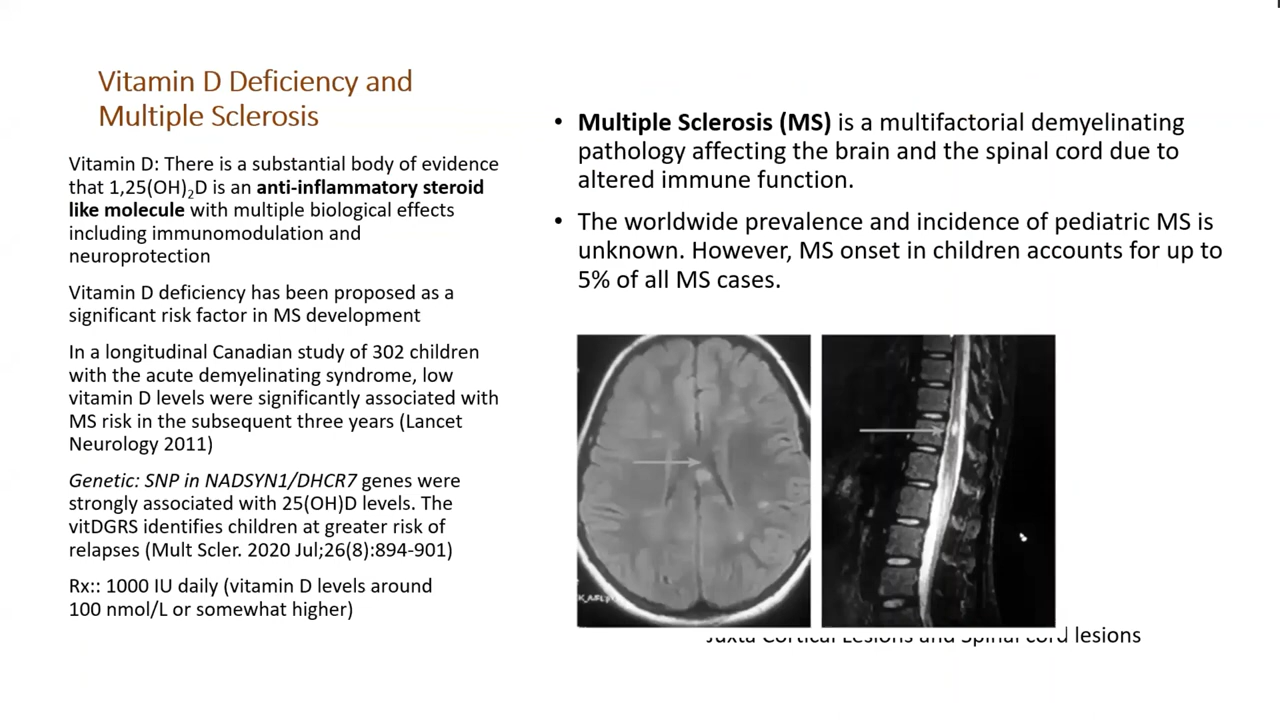 Vitamin D Deficiency and
Multiple Sclerosis
Vitamin D: There is a substantial body of evidence
that 1,25(OH)₂D is an anti-inflammatory steroid
like molecule with multiple biological effects
including immunomodulation and
neuroprotection
Vitamin D deficiency has been proposed as a
significant risk factor in MS development
In a longitudinal Canadian study of 302 children
with the acute demyelinating syndrome, low
vitamin D levels were significantly associated with
MS risk in the subsequent three years (Lancet
Neurology 2011)
Genetic: SNP in NADSYN1/DHCR7 genes were
strongly associated with 25(OH)D levels. The
vitDGRS identifies children at greater risk of
relapses (Mult Scler. 2020 Jul;26(8):894-901)
Rx:: 1000 IU daily (vitamin D levels around
100 nmol/L or somewhat higher)
• Multiple Sclerosis (MS) is a multifactorial demyelinating
pathology affecting the brain and the spinal cord due to
altered immune function.
• The worldwide prevalence and incidence of pediatric MS is
unknown. However, MS onset in children accounts for up to
5% of all MS cases.
Juxta Cortical Lesions and Spinal cord lesions